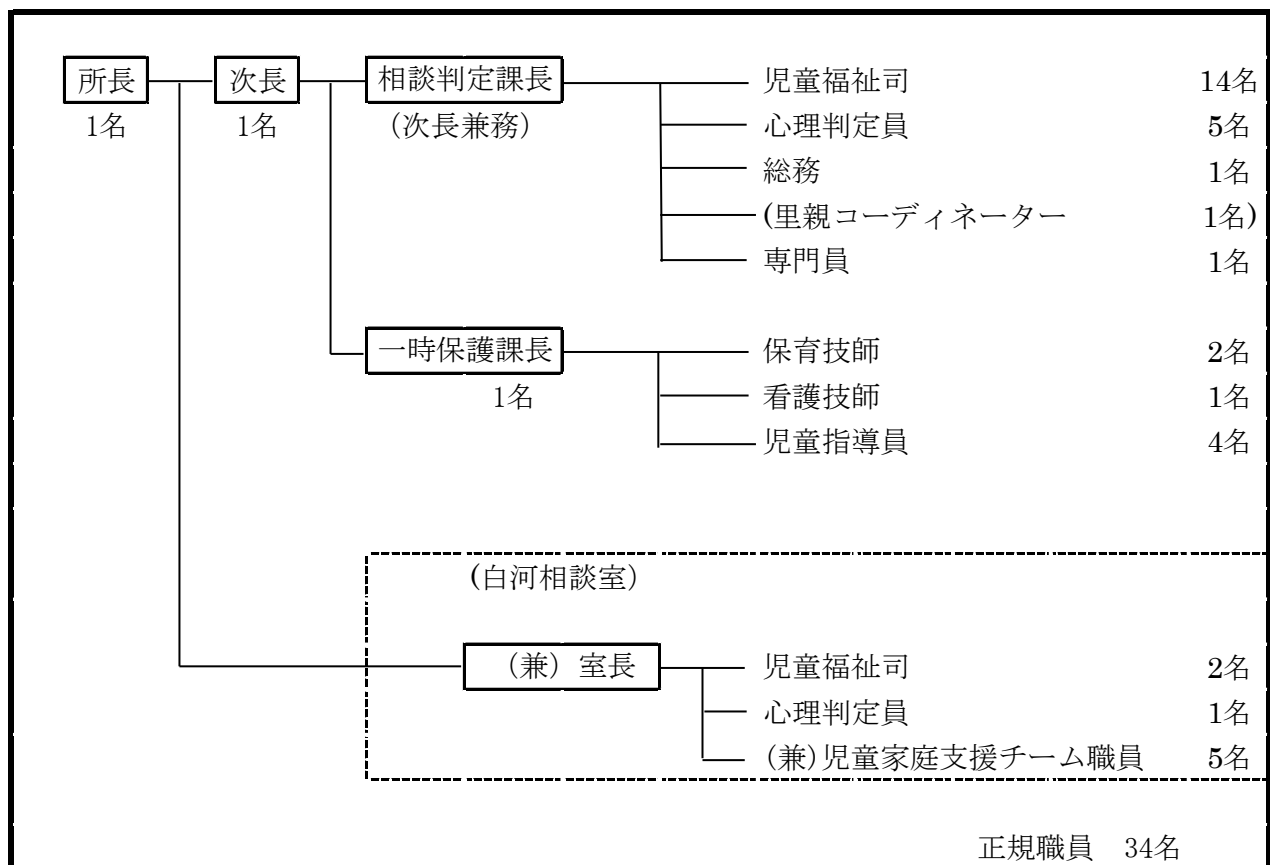 所長 次長 相談判定課長 児童福祉司 14名
1名 1名 (次長兼務) 心理判定員 5名
総務 1名
(里親コーディネーター 1名)
専門員 1名
一時保護課長 保育技師 2名
1名 看護技師 1名
児童指導員 4名
(白河相談室)
(兼)室長 児童福祉司 2名
心理判定員 1名
(兼)児童家庭支援チーム職員 5名
正規職員 34名